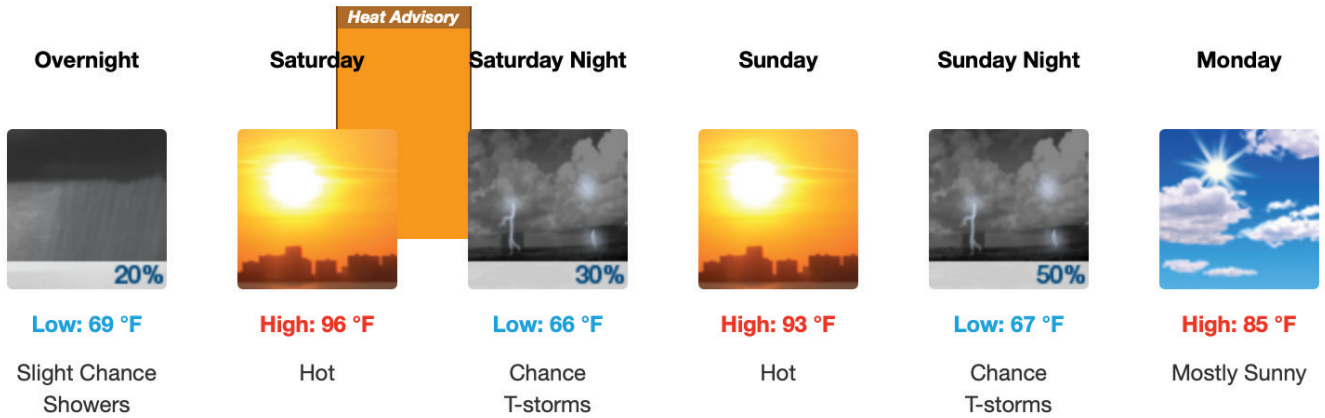 Heat Advisory
Overnight
Saturday
Saturday Night
Sunday
Sunday Night
Monday
20%
30%
50%
Low: 69 °F
High: 96 °F
Low: 66 °F
High: 93 °F
Low: 67 °F
High: 85 °F
Slight Chance
Showers
Hot
Chance
T-storms
Hot
Chance
T-storms
Mostly Sunny